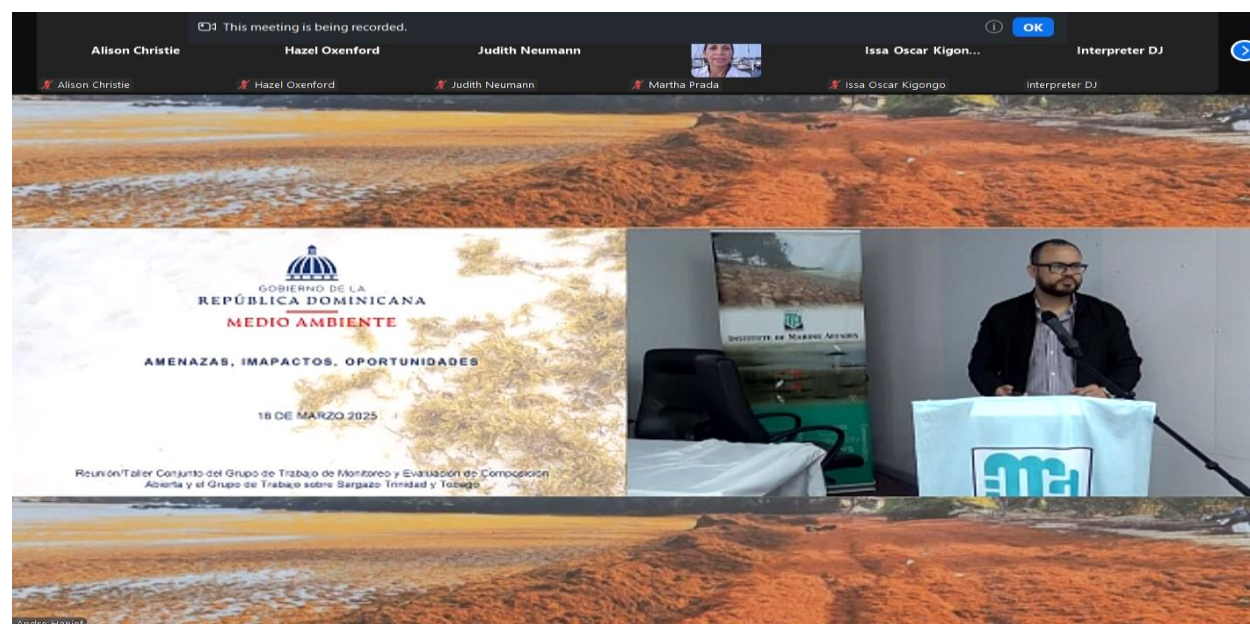 This meeting is being recorded.
OK
Alison Christie
Hazel Oxenford
Judith Neumann
Issa Oscar Kigon...
Interpreter DJ
Alison Christie
Hazel Oxenford
Judith Neumann
Martha Prada
Issa Oscar Kigongo
Interpreter DJ
GOBIERNO DE LA
REPÚBLICA DOMINICANA
MEDIO AMBIENTE
AMENAZAS, IMAPACTOS, OPORTUNIDADES
18 DE MARZO 2025
Reunión/Taller Conjunto del Grupo de Trabajo de Monitoreo y Evaluación de Composición
Abierta y el Grupo de Trabajo sobre Sargazo Trinidad y Tobago
INSTITUTE OF MARINE AFFAIRS